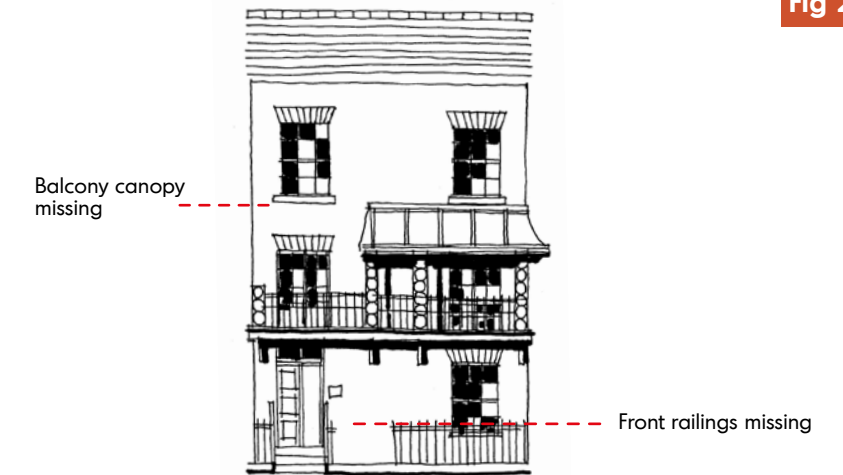 Fig 2
Balcony canopy
missing
Front railings missing